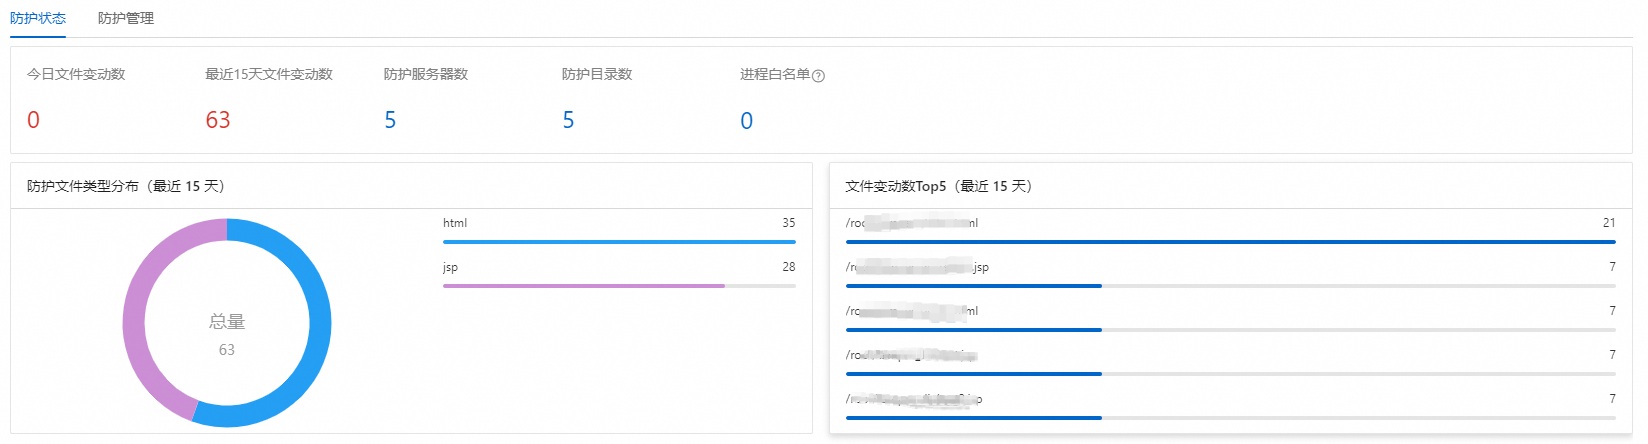 防护状态 防护管理
今日文件变动数 最近15天文件变动数 防护服务器数 防护目录数 进程白名单?
0 63 5 5 0
防护文件类型分布（最近 15 天）
html 35
jsp 28
总量
63
文件变动数Top5（最近 15 天）
21
.jsp 7
7
7
7